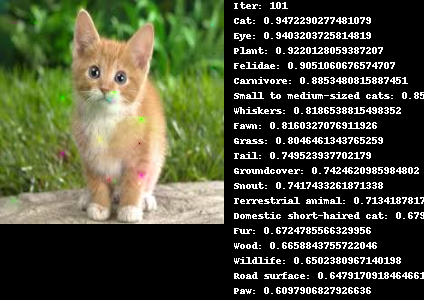 Iter: 101
Cat: 0.9472290277481079
Eye: 0.9403203725814819
Plant: 0.9220128059387207
Felidae: 0.9051060676574707
Carnivore: 0.8853480815887451
Small to medium-sized cats: 0.85
Whiskers: 0.8186538815498352
Fawn: 0.8160327076911926
Grass: 0.8046461343765259
Tail: 0.749523937702179
Groundcover: 0.7424620985984802
Snout: 0.7417433261871338
Terrestrial animal: 0.7134187817
Domestic short-haired cat: 0.679
Fur: 0.6724785566329956
Wood: 0.6658843755722046
Wildlife: 0.6502380967140198
Road surface: 0.6479170918464661
Paw: 0.6097906827926636